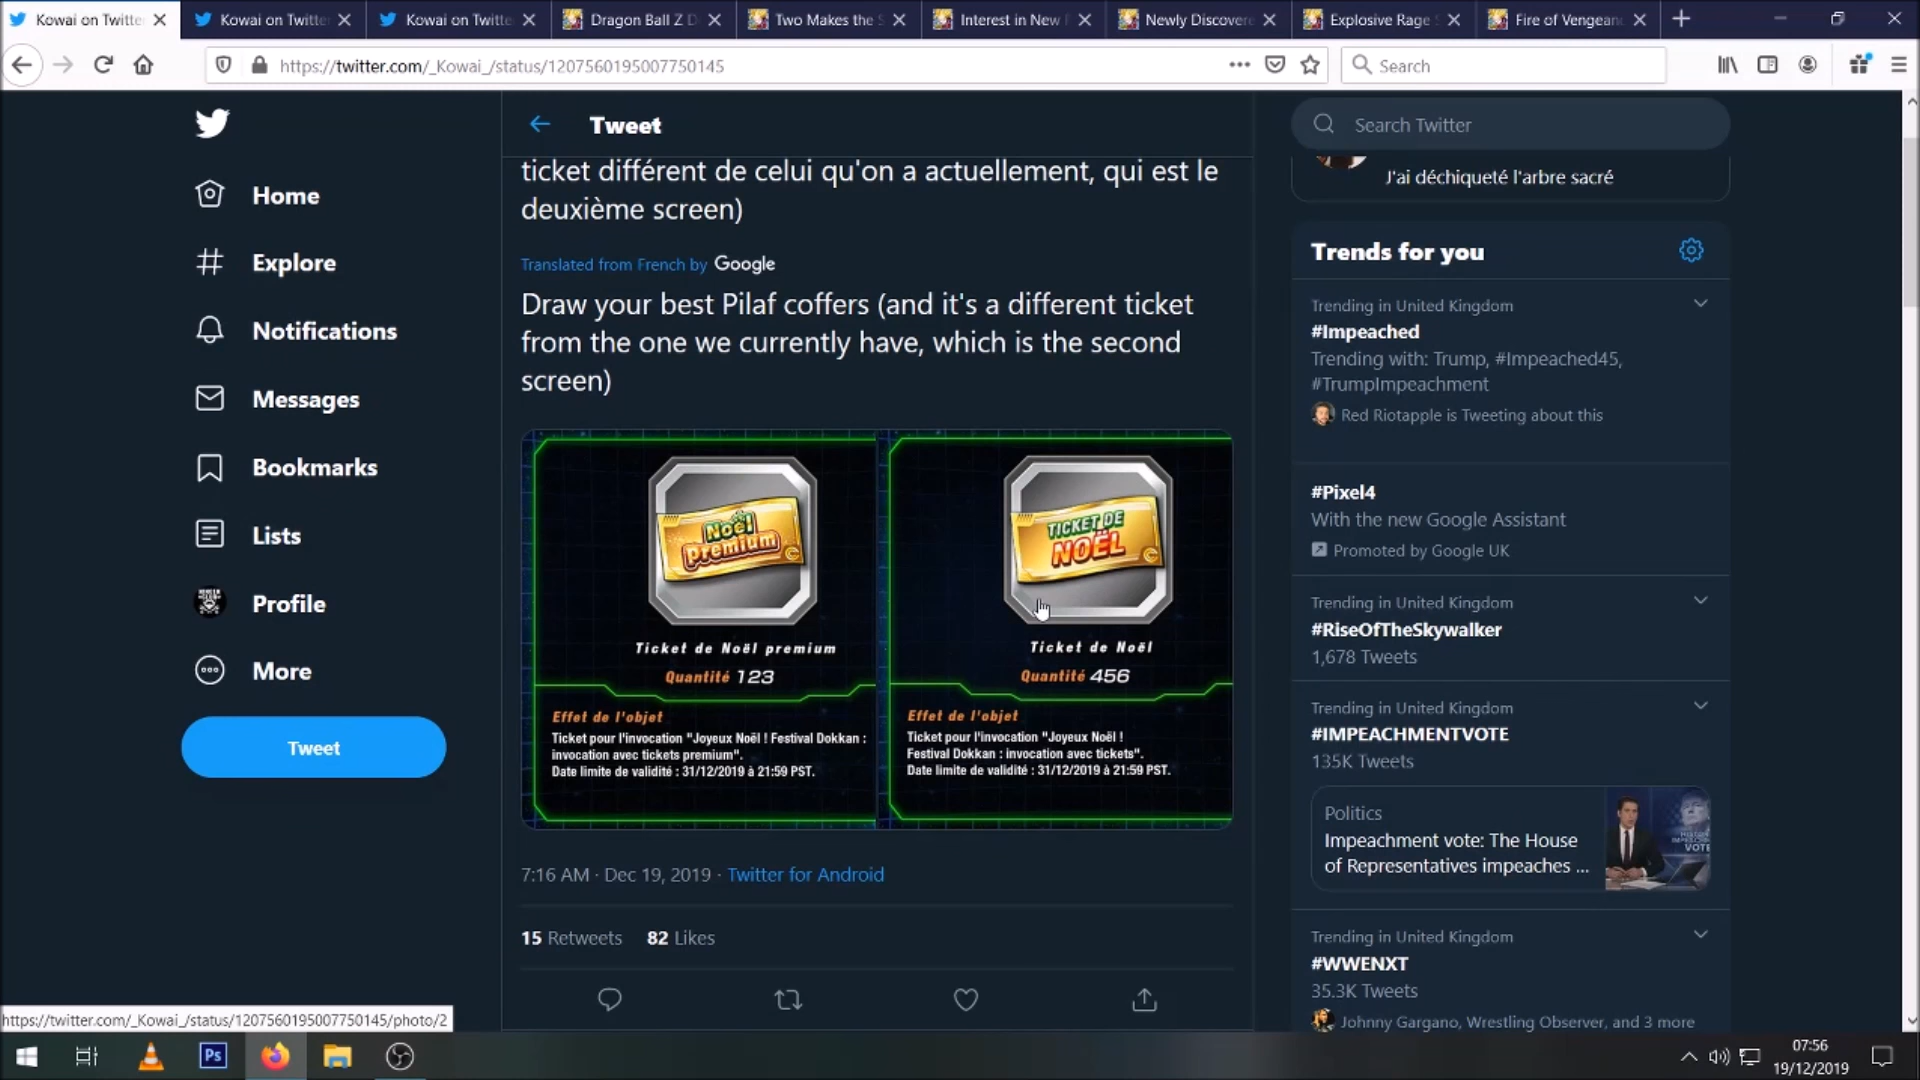 Kowai on Twitte
Kowai on Twitte
Kowai on Twitte
Dragon Ball Z D
Two Makes the S
Interest in New
Newly Discovere
Explosive Rage
Fire of Vengean
https://twitter.com/_Kowai_/status/1207560195007750145
Search
Home
Explore
Notifications
Messages
Bookmarks
Lists
Profile
More
Tweet
Tweet
ticket différent de celui qu'on a actuellement, qui est le
deuxième screen)
Translated from French by Google
Draw your best Pilaf coffers (and it's a different ticket
from the one we currently have, which is the second
screen)
Noël
Premium
Ticket de Noël premium
Quantité 123
Effet de l'objet
Ticket pour l'invocation "Joyeux Noël ! Festival Dokkan :
invocation avec tickets premium".
Date limite de validité : 31/12/2019 à 21:59 PST.
TICKET DE
NOËL
Ticket de Noël
Quantité 456
Effet de l'objet
Ticket pour l'invocation "Joyeux Noël !
Festival Dokkan : invocation avec tickets".
Date limite de validité : 31/12/2019 à 21:59 PST.
7:16 AM · Dec 19, 2019 · Twitter for Android
15 Retweets 82 Likes
Search Twitter
J'ai déchiqueté l'arbre sacré
Trends for you
Trending in United Kingdom
#Impeached
Trending with: Trump, #Impeached45,
#TrumpImpeachment
Red Riotapple is Tweeting about this
#Pixel4
With the new Google Assistant
Promoted by Google UK
Trending in United Kingdom
#RiseOfTheSkywalker
1,678 Tweets
Trending in United Kingdom
#IMPEACHMENTVOTE
135K Tweets
Politics
Impeachment vote: The House
of Representatives impeaches ...
Trending in United Kingdom
#WWENXT
35.3K Tweets
Johnny Gargano, Wrestling Observer, and 3 more
https://twitter.com/_Kowai_/status/1207560195007750145/photo/2
Ps
07:56
19/12/2019